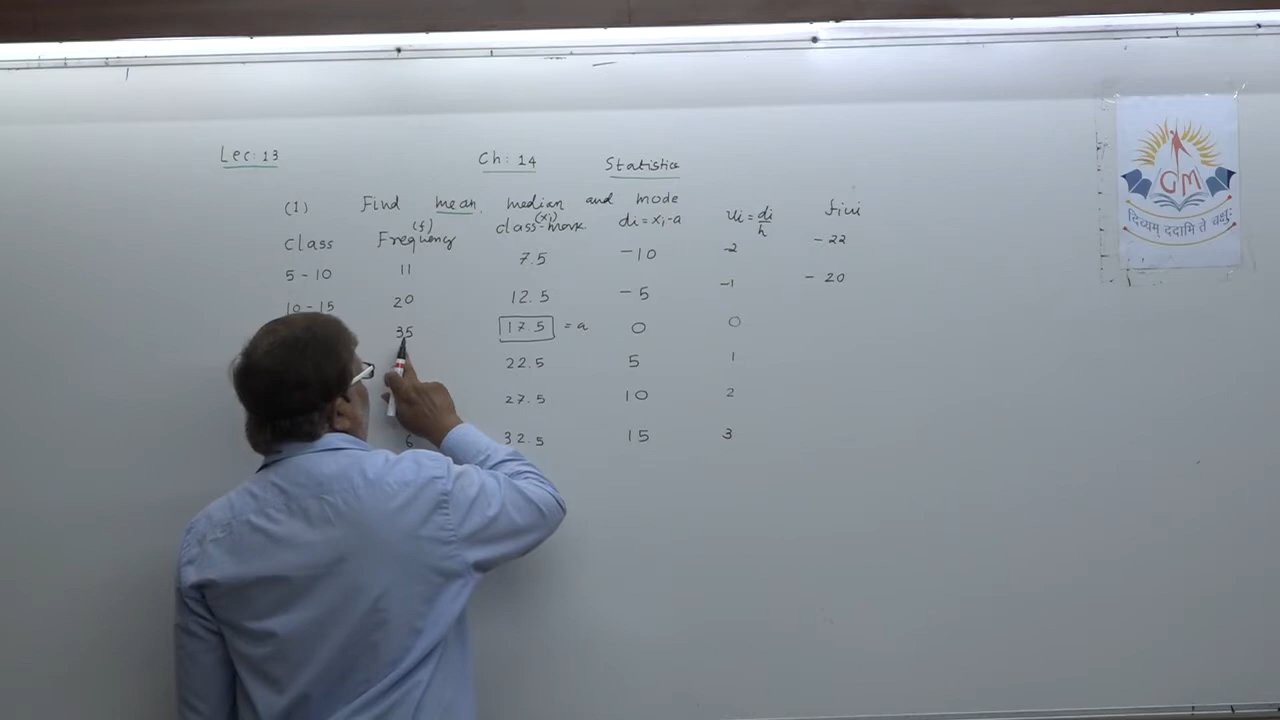 Lec: 13 Ch: 14 Statistics
(1) Find mean, median and mode
class Frequency (f) class-mark (xi) di = xi - a ui = di/h fiui
5 - 10 11 7.5 -10 -2 - 22
10 - 15 20 12.5 -5 -1 - 20
35 17.5 = a 0 0
22.5 5 1
27.5 10 2
6 32.5 15 3
GM
दिव्यम् ददामि ते चक्षुः